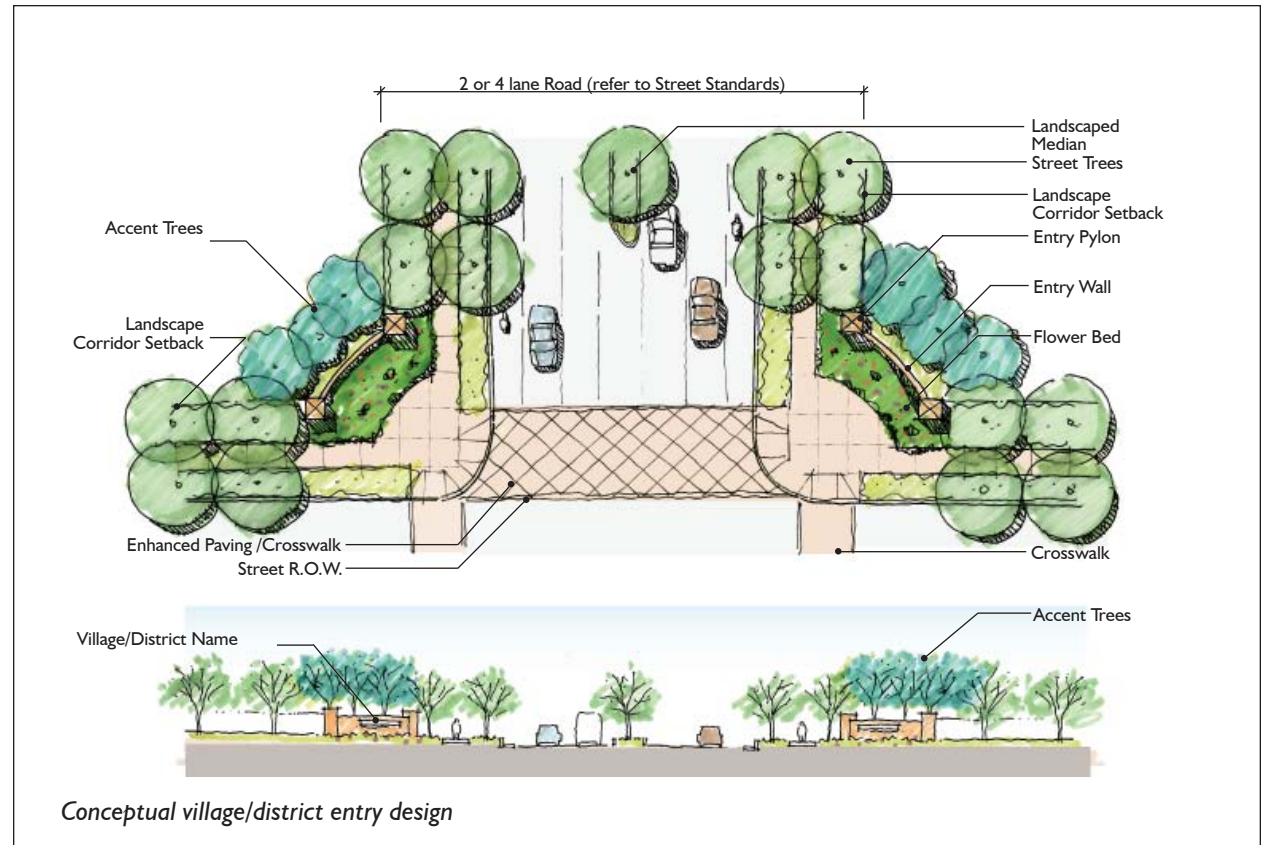 2 or 4 lane Road (refer to Street Standards)
Landscaped
Median
Street Trees
Landscape
Corridor Setback
Entry Pylon
Entry Wall
Flower Bed
Accent Trees
Landscape
Corridor Setback
Enhanced Paving /Crosswalk
Street R.O.W.
Crosswalk
Village/District Name
Accent Trees
Conceptual village/district entry design